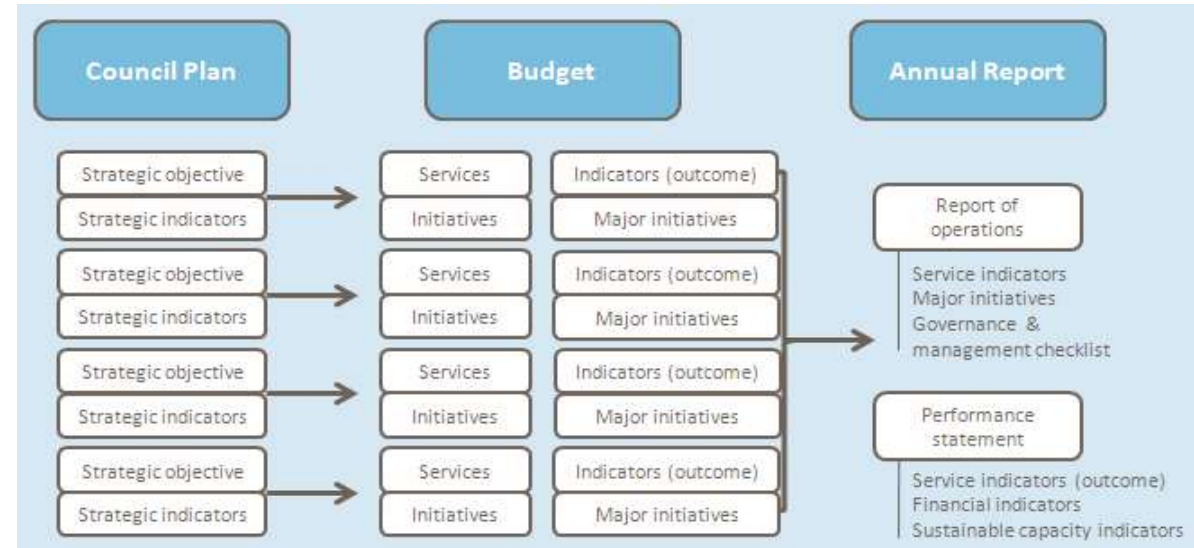 Council Plan
Budget
Annual Report
Strategic objective
Strategic indicators
Strategic objective
Strategic indicators
Strategic objective
Strategic indicators
Strategic objective
Strategic indicators
Services
Initiatives
Services
Initiatives
Services
Initiatives
Services
Initiatives
Indicators (outcome)
Major initiatives
Indicators (outcome)
Major initiatives
Indicators (outcome)
Major initiatives
Indicators (outcome)
Major initiatives
Report of
operations
Service indicators
Major initiatives
Governance &
management checklist
Performance
statement
Service indicators (outcome)
Financial indicators
Sustainable capacity indicators